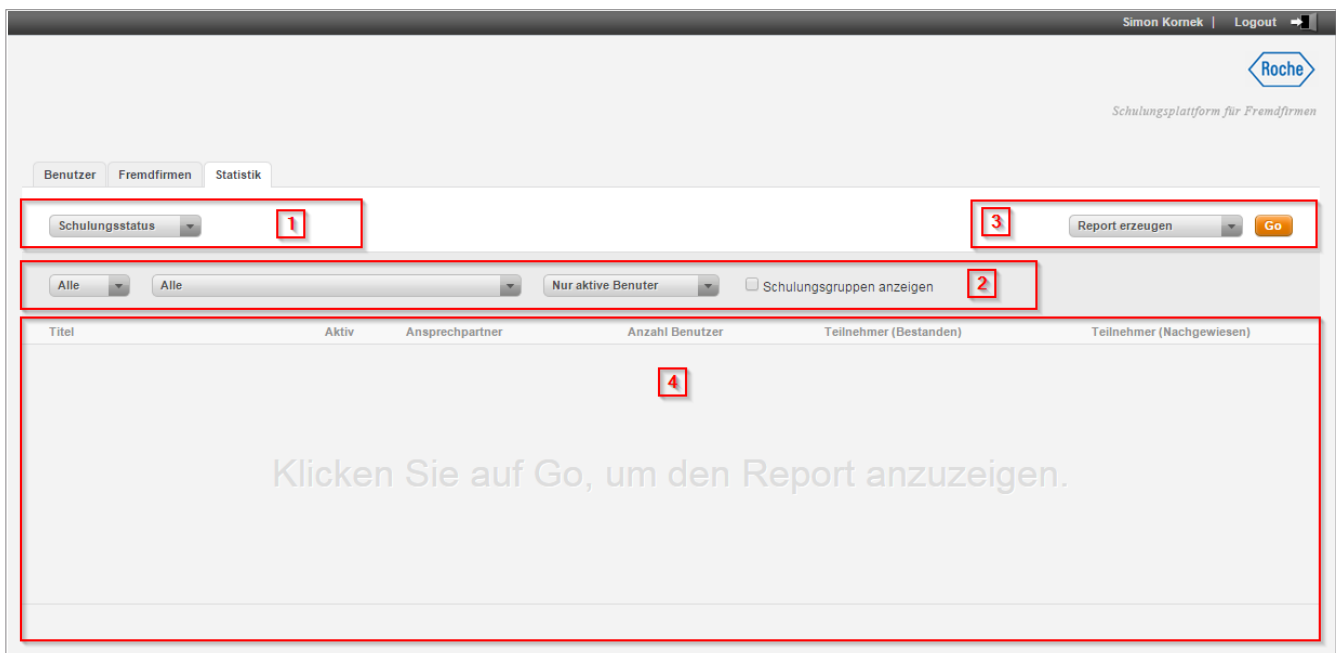 Simon Kornek | Logout
Roche
Schulungsplattform für Fremdfirmen
Benutzer Fremdfirmen Statistik
Schulungsstatus 1 3 Report erzeugen Go
Alle Alle Nur aktive Benuter Schulungsgruppen anzeigen 2
Titel Aktiv Ansprechpartner Anzahl Benutzer Teilnehmer (Bestanden) Teilnehmer (Nachgewiesen)
4
Klicken Sie auf Go, um den Report anzuzeigen.